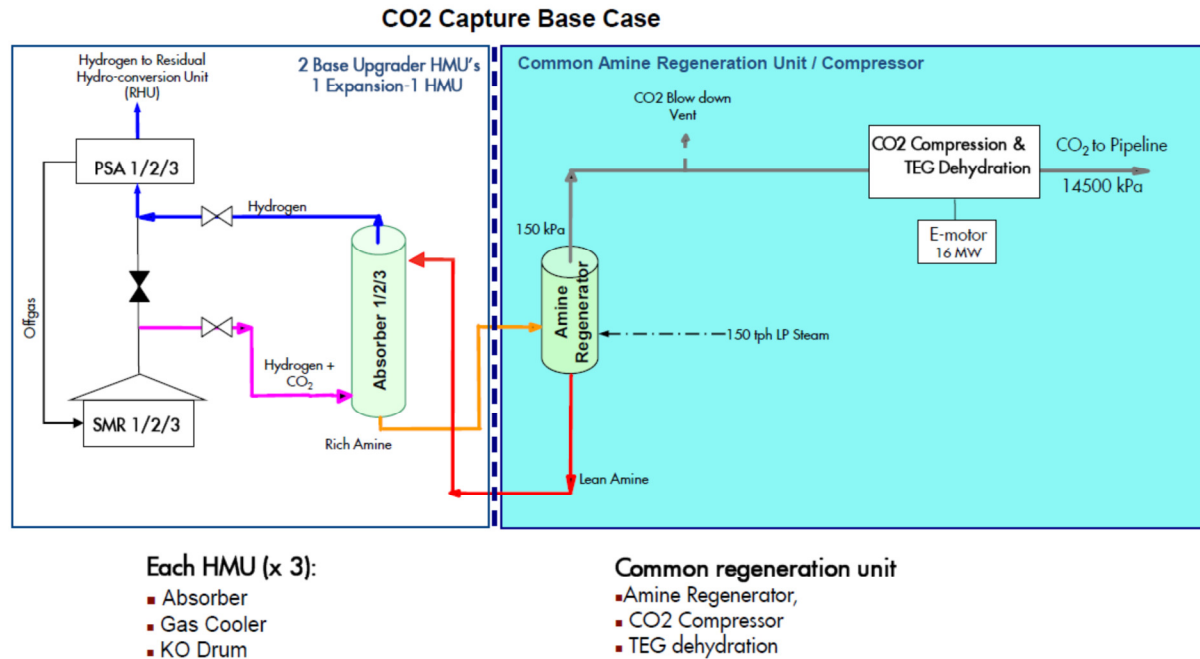 CO2 Capture Base Case
Hydrogen to Residual
Hydro-conversion Unit
(RHU)
2 Base Upgrader HMU's
1 Expansion-1 HMU
Common Amine Regeneration Unit / Compressor
CO2 Blow down
Vent
PSA 1/2/3
CO2 Compression &
TEG Dehydration
CO₂ to Pipeline
14500 kPa
Hydrogen
150 kPa
E-motor
16 MW
Offgas
Absorber 1/2/3
Amine
Regenerator
150 tph LP Steam
Hydrogen +
CO₂
SMR 1/2/3
Rich Amine
Lean Amine
Each HMU (x 3):
▪ Absorber
▪ Gas Cooler
▪ KO Drum
Common regeneration unit
▪Amine Regenerator,
▪ CO2 Compressor
▪ TEG dehydration